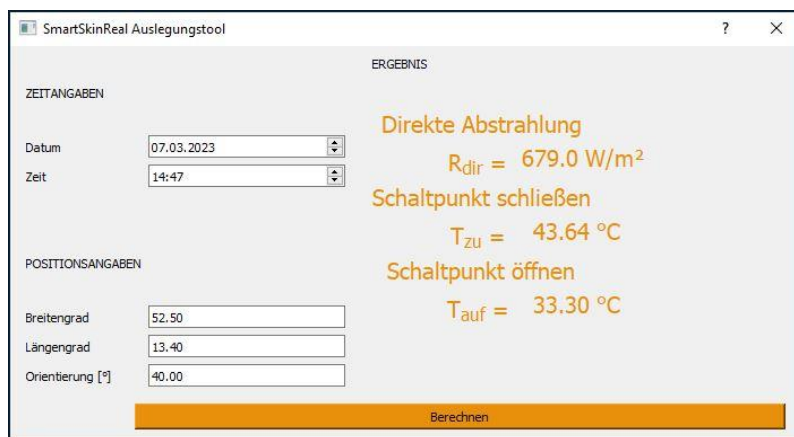 SmartSkinReal Auslegungstool
ERGEBNIS
ZEITANGABEN
Datum 07.03.2023
Zeit 14:47
POSITIONSANGABEN
Breitengrad 52.50
Längengrad 13.40
Orientierung [°] 40.00
Direkte Abstrahlung
Rdir = 679.0 W/m²
Schaltpunkt schließen
Tzu = 43.64 °C
Schaltpunkt öffnen
Tauf = 33.30 °C
Berechnen